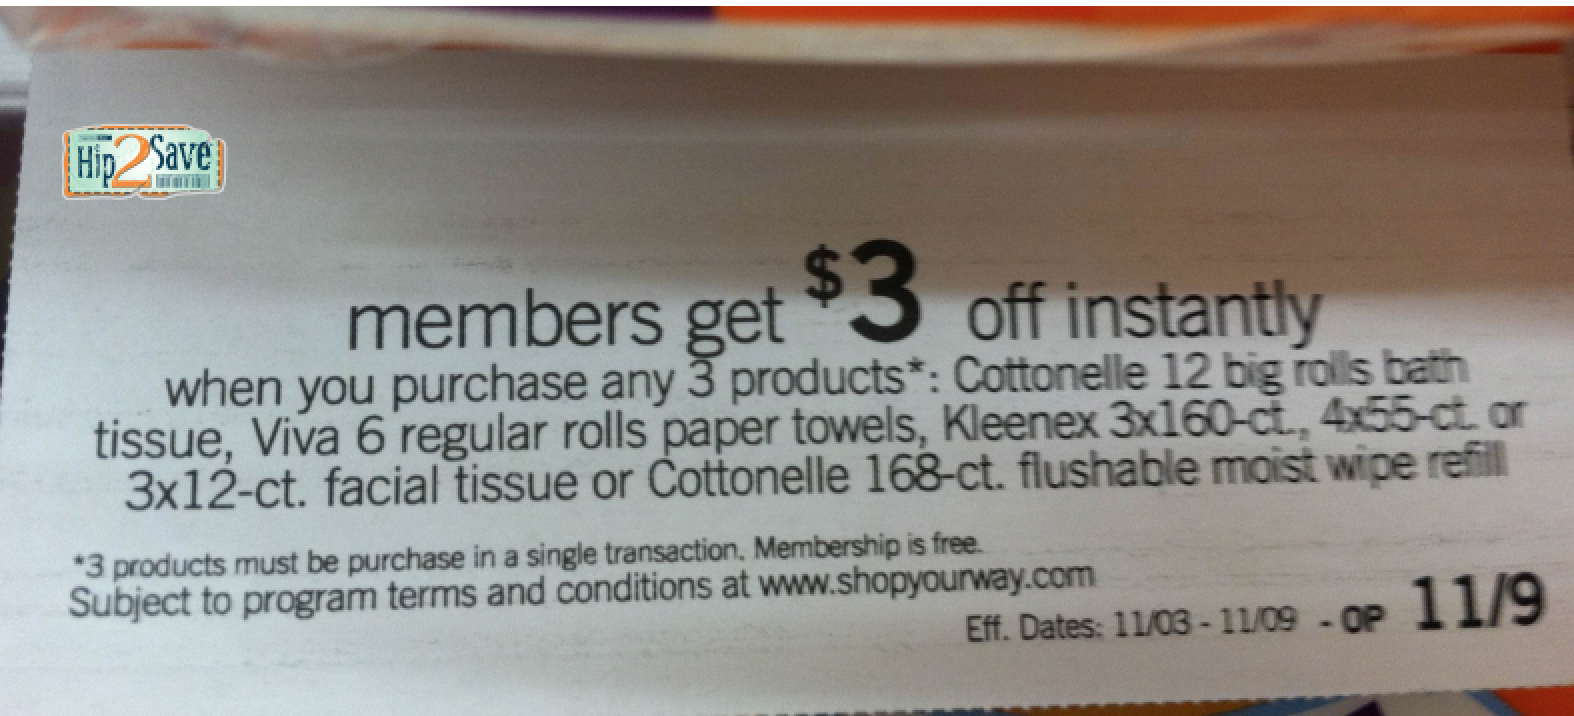 Hip2Save
members get $3 off instantly
when you purchase any 3 products*: Cottonelle 12 big rolls bath
tissue, Viva 6 regular rolls paper towels, Kleenex 3x160-ct., 4x55-ct. or
3x12-ct. facial tissue or Cottonelle 168-ct. flushable moist wipe refill
*3 products must be purchase in a single transaction. Membership is free.
Subject to program terms and conditions at www.shopyourway.com
Eff. Dates: 11/03 - 11/09 - OP 11/9